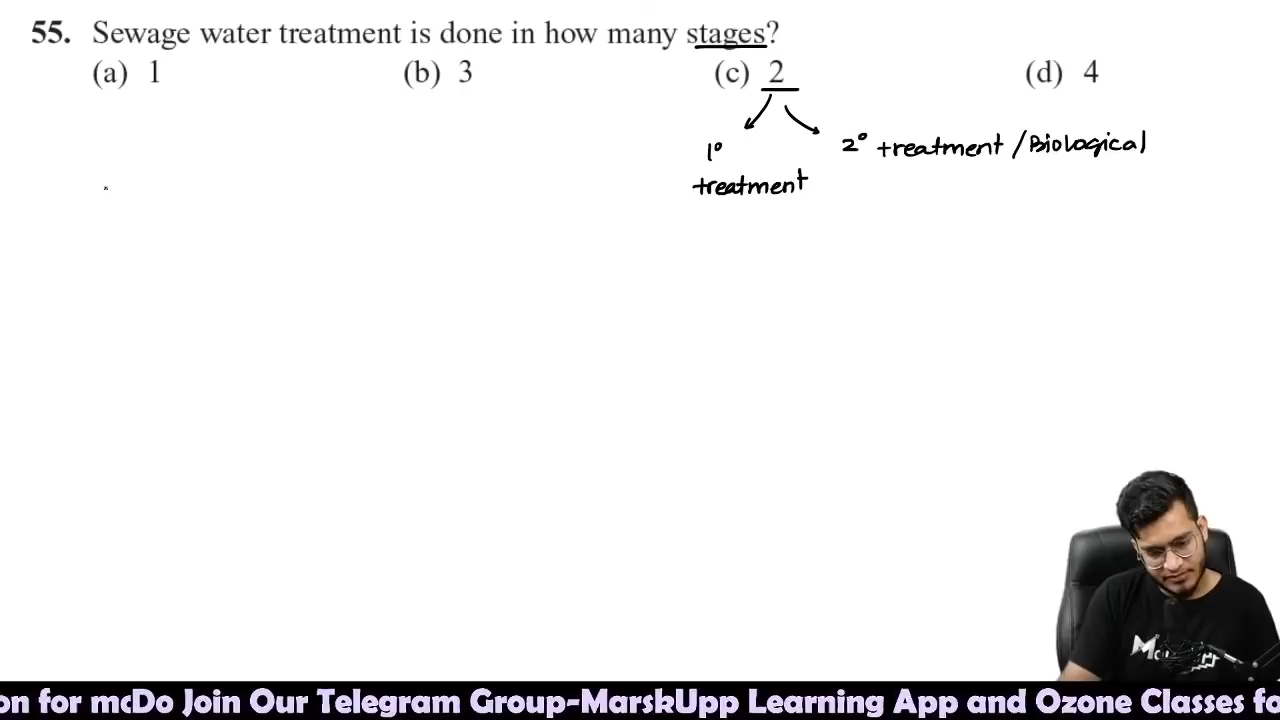 55. Sewage water treatment is done in how many stages?
(a) 1 (b) 3 (c) 2 (d) 4
1° 2° treatment / Biological
treatment
on for mcDo Join Our Telegram Group-MarskUpp Learning App and Ozone Classes fo